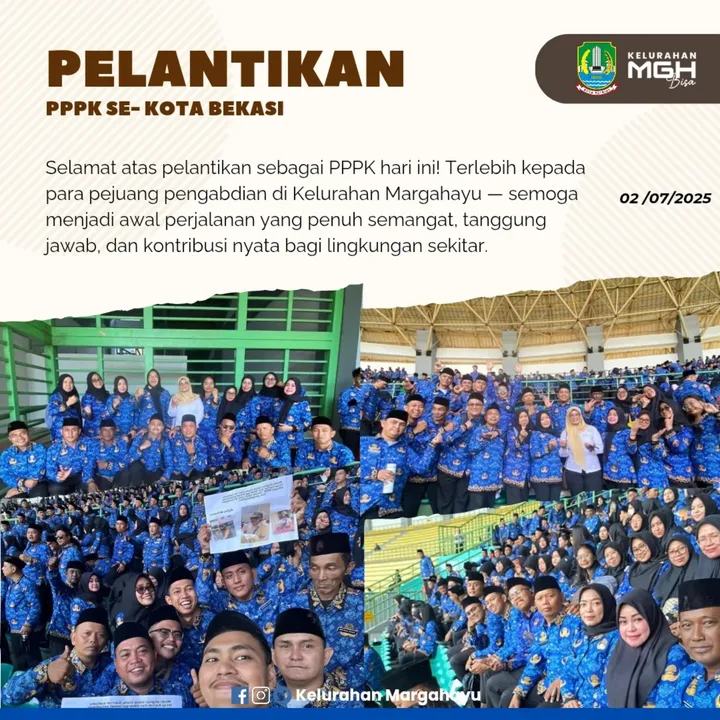 PELANTIKAN
PPPK SE- KOTA BEKASI
KELURAHAN
MGH
Bisa
Selamat atas pelantikan sebagai PPPK hari ini! Terlebih kepada
para pejuang pengabdian di Kelurahan Margahayu — semoga
menjadi awal perjalanan yang penuh semangat, tanggung
jawab, dan kontribusi nyata bagi lingkungan sekitar.
02 /07/2025
Kelurahan Margahayu